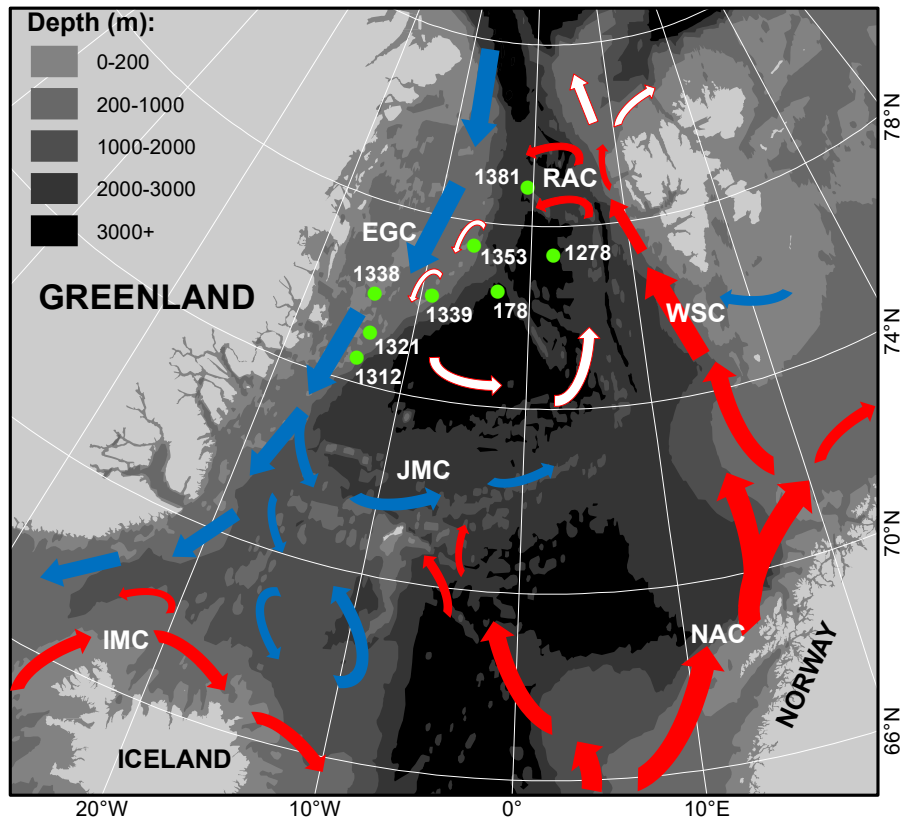 Depth (m):
0-200
200-1000
1000-2000
2000-3000
3000+
78°N
1381
RAC
EGC
1353
1278
1338
GREENLAND
1339
178
WSC
74°N
1321
1312
JMC
70°N
IMC
NAC
NORWAY
66°N
ICELAND
20°W
10°W
0°
10°E